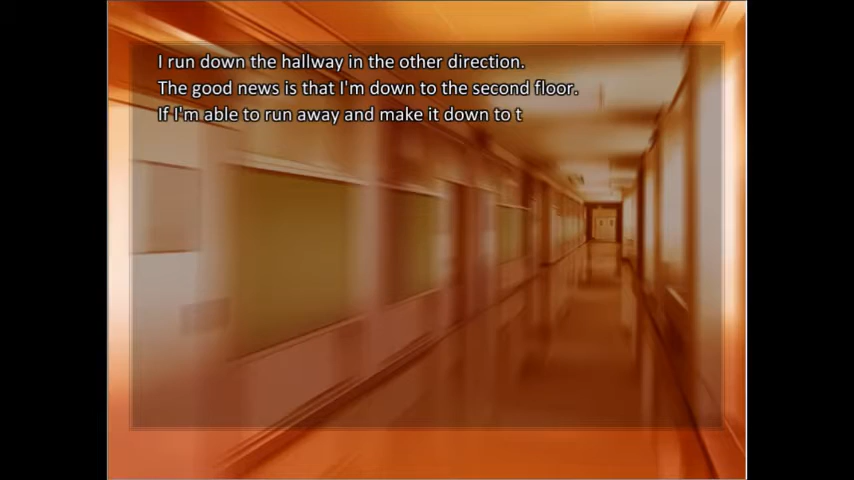 I run down the hallway in the other direction.
The good news is that I'm down to the second floor.
If I'm able to run away and make it down to t